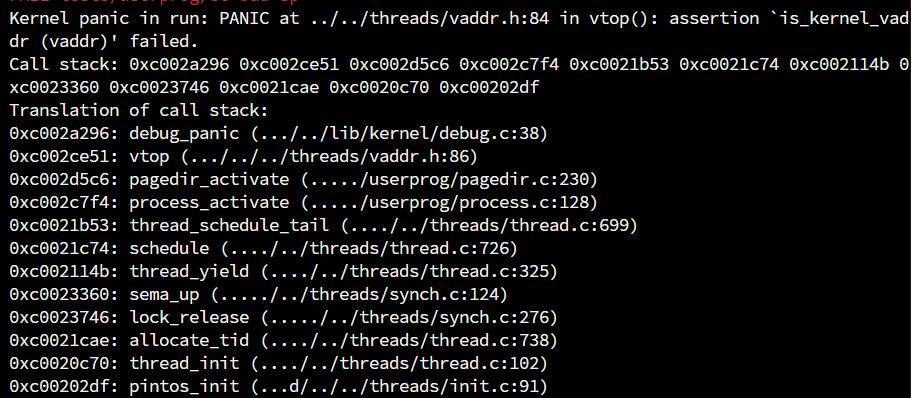 Kernel panic in run: PANIC at ../../threads/vaddr.h:84 in vtop(): assertion `is_kernel_vad
dr (vaddr)' failed.
Call stack: 0xc002a296 0xc002ce51 0xc002d5c6 0xc002c7f4 0xc0021b53 0xc0021c74 0xc002114b 0
xc0023360 0xc0023746 0xc0021cae 0xc0020c70 0xc00202df
Translation of call stack:
0xc002a296: debug_panic (.../../lib/kernel/debug.c:38)
0xc002ce51: vtop (.../../../threads/vaddr.h:86)
0xc002d5c6: pagedir_activate (...../userprog/pagedir.c:230)
0xc002c7f4: process_activate (...../userprog/process.c:128)
0xc0021b53: thread_schedule_tail (..../../threads/thread.c:699)
0xc0021c74: schedule (..../../threads/thread.c:726)
0xc002114b: thread_yield (..../../threads/thread.c:325)
0xc0023360: sema_up (...../../threads/synch.c:124)
0xc0023746: lock_release (...../../threads/synch.c:276)
0xc0021cae: allocate_tid (..../../threads/thread.c:738)
0xc0020c70: thread_init (..../../threads/thread.c:102)
0xc00202df: pintos_init (...d/../../threads/init.c:91)